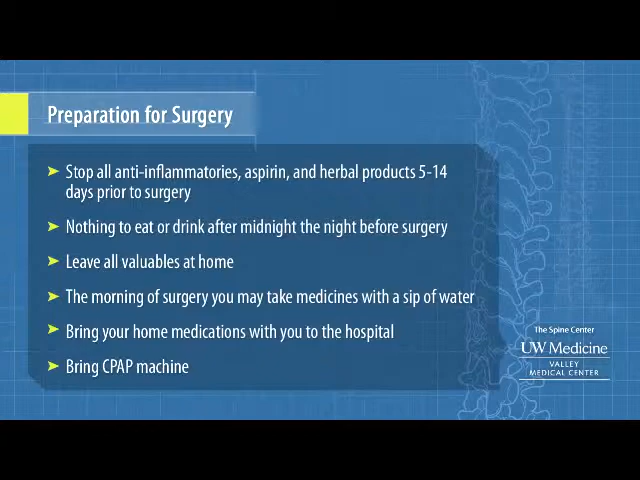 Preparation for Surgery
Stop all anti-inflammatories, aspirin, and herbal products 5-14
days prior to surgery
Nothing to eat or drink after midnight the night before surgery
Leave all valuables at home
The morning of surgery you may take medicines with a sip of water
Bring your home medications with you to the hospital
Bring CPAP machine
The Spine Center
UW Medicine
VALLEY
MEDICAL CENTER